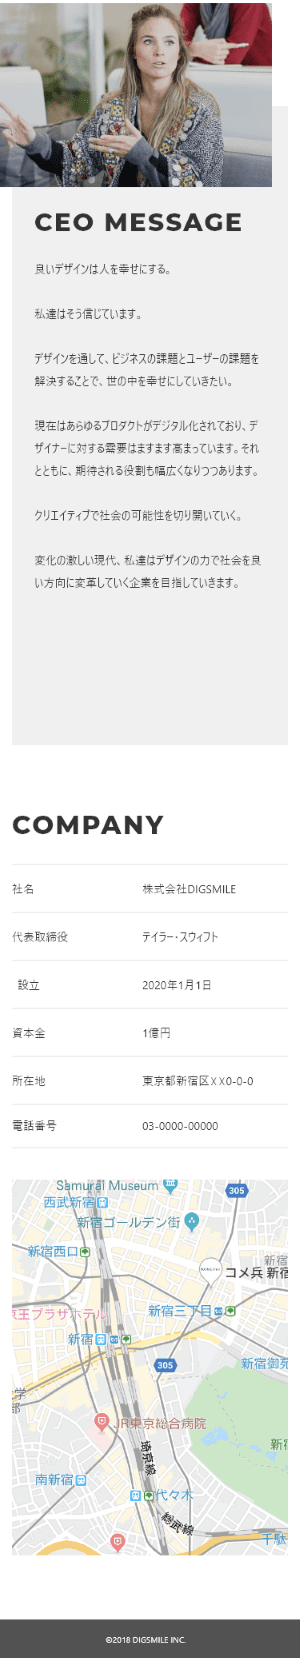 CEO MESSAGE
良いデザインは人を幸せにする。
私達はそう信じています。
デザインを通して、ビジネスの課題とユーザーの課題を
解決することで、世の中を幸せにしていきたい。
現在はあらゆるプロダクトがデジタル化されており、デ
ザイナーに対する需要はますます高まっています。それ
とともに、期待される役割も幅広くなりつつあります。
クリエイティブで社会の可能性を切り開いていく。
変化の激しい現代、私達はデザインの力で社会を良
い方向に変革していく企業を目指していきます。
COMPANY
社名 株式会社DIGSMILE
代表取締役 テイラー・スウィフト
設立 2020年1月1日
資本金 1億円
所在地 東京都新宿区XX0-0-0
電話番号 03-0000-00000
Samurai Museum
305
西武新宿
新宿ゴールデン街
新宿西口
新宿
コメ兵 新宿
京王プラザホテル
新宿三丁目
新宿
305
新宿御苑
学
部
JR東京総合病院
新宿
埼京線
南新宿
代々木
総武線
千駄
©2018 DIGSMILE INC.